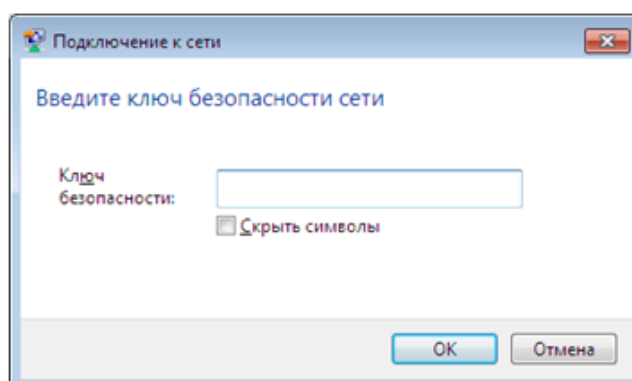 Подключение к сети
Введите ключ безопасности сети
Ключ
безопасности:
Скрыть символы
OK
Отмена